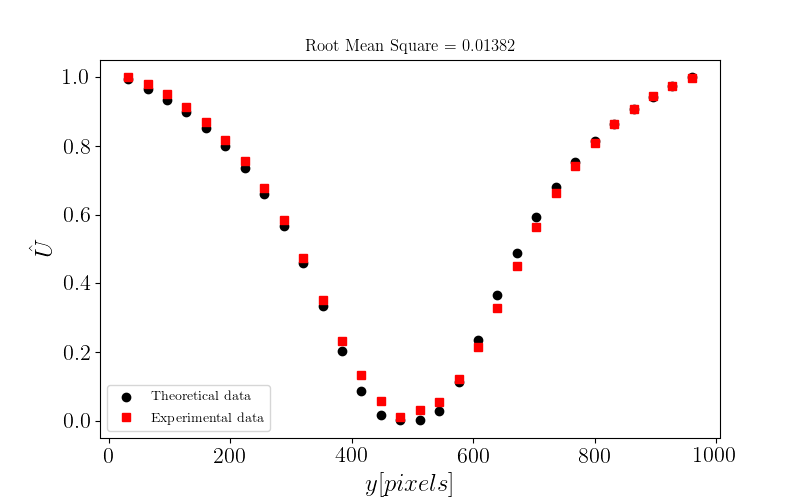 Root Mean Square = 0.01382
1.0
0.8
0.6
0.4
0.2
0.0
Û
Theoretical data
Experimental data
0 200 400 600 800 1000
y[pixels]